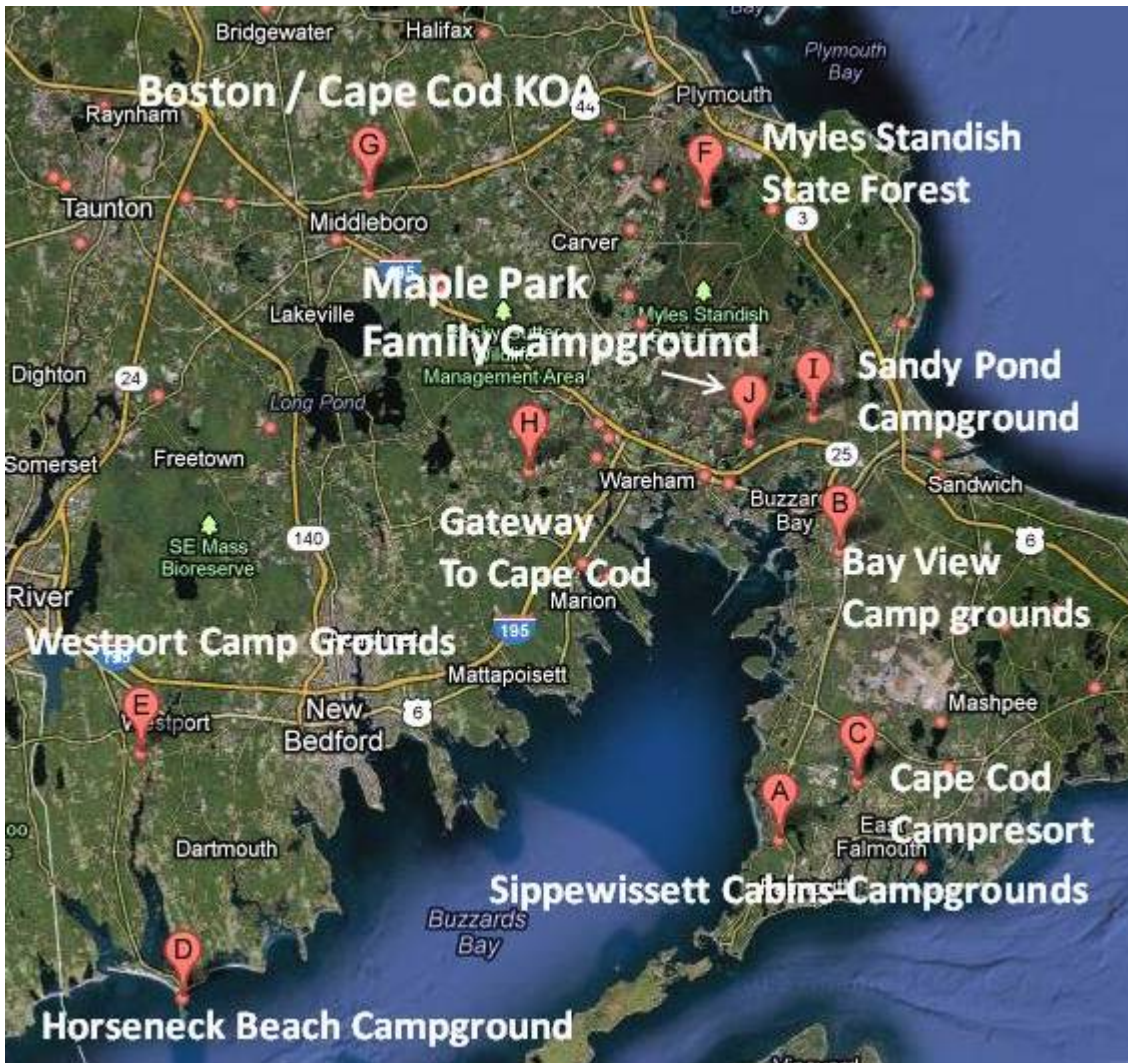 Bay
Bridgewater
Halifax
Plymouth
Bay
Boston / Cape Cod KOA
44
Plymouth
Raynham
G
F
Myles Standish
State Forest
Taunton
Middleboro
3
Carver
495
Maple Park
Lakeville
Myles Standish
Family Campground
Management Area
Dighton
24
Long Pond
J
I
Sandy Pond
Campground
H
Somerset
Freetown
25
Wareham
Sandwich
Buzzards
Bay
B
Gateway
To Cape Cod
140
SE Mass
Bioreserve
6
Bay View
Camp grounds
River
Marion
195
Westport Camp Grounds
195
Mattapoisett
Mashpee
E
Westport
New
Bedford
6
C
Cape Cod
Campresort
A
East
Falmouth
Dartmouth
Sippewissett Cabins-Campgrounds
Buzzards
Bay
D
Horseneck Beach Campground